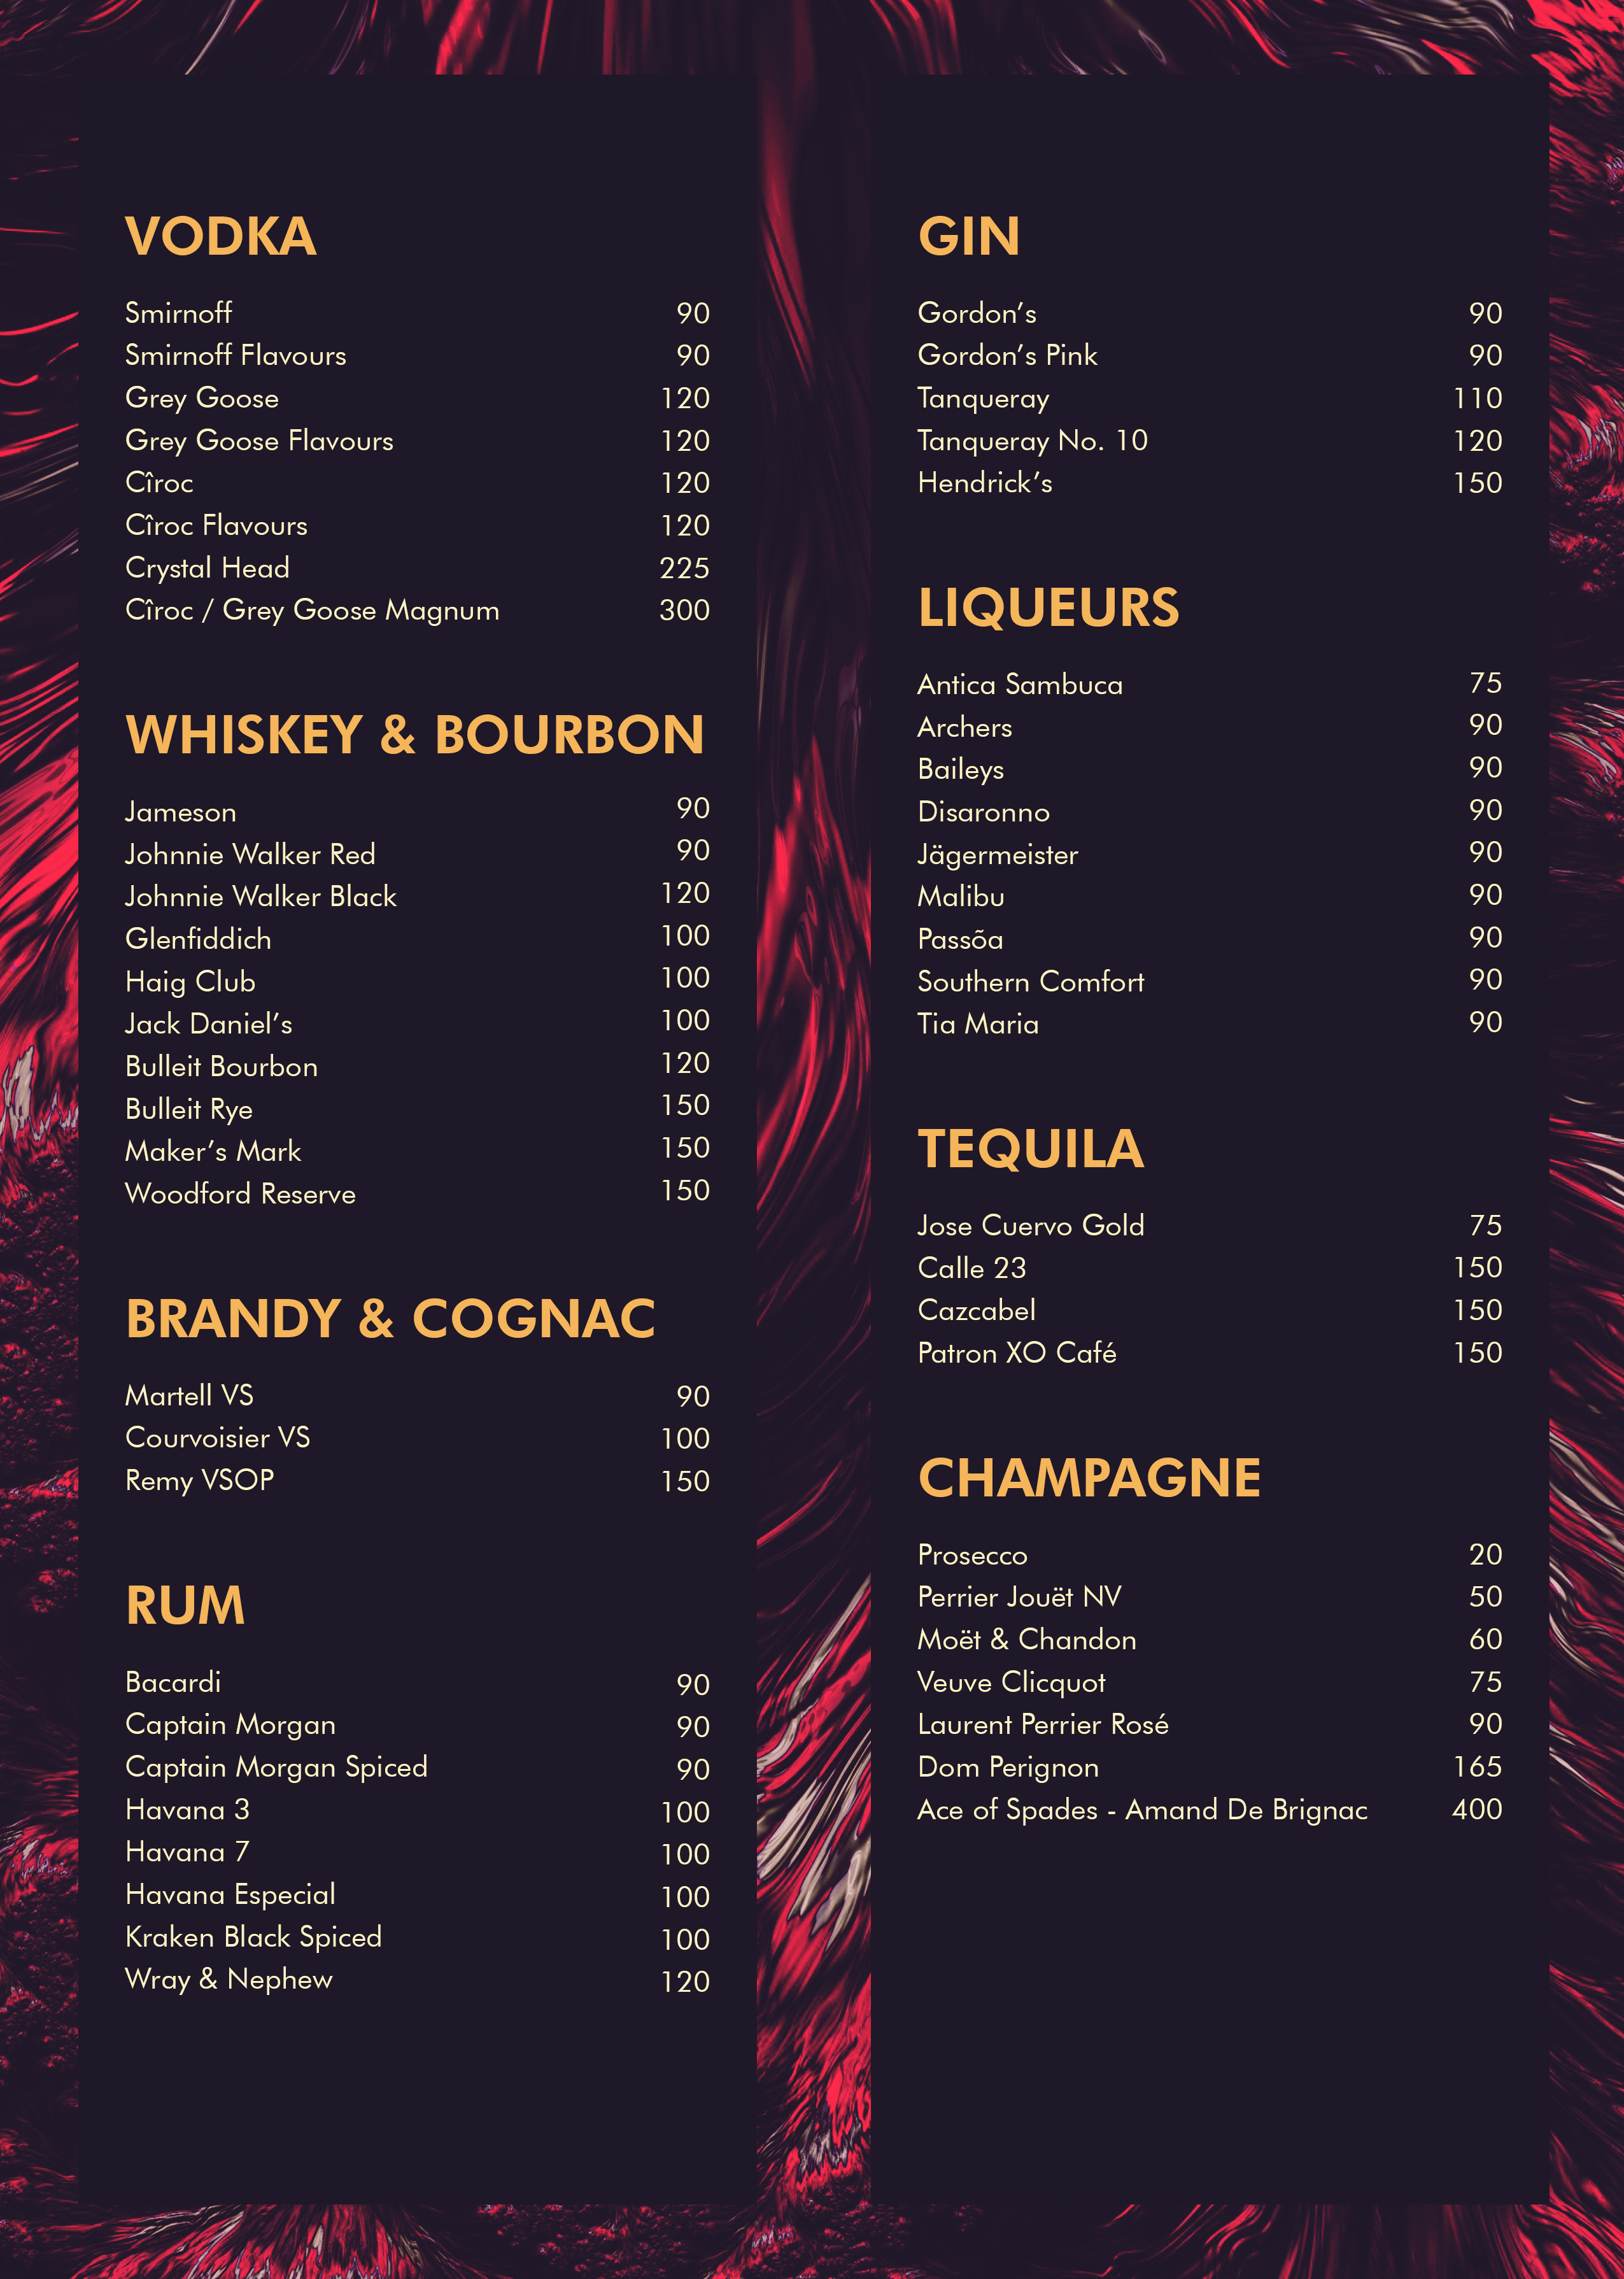 VODKA
Smirnoff 90
Smirnoff Flavours 90
Grey Goose 120
Grey Goose Flavours 120
Cîroc 120
Cîroc Flavours 120
Crystal Head 225
Cîroc / Grey Goose Magnum 300
WHISKEY & BOURBON
Jameson 90
Johnnie Walker Red 90
Johnnie Walker Black 120
Glenfiddich 100
Haig Club 100
Jack Daniel’s 100
Bulleit Bourbon 120
Bulleit Rye 150
Maker’s Mark 150
Woodford Reserve 150
BRANDY & COGNAC
Martell VS 90
Courvoisier VS 100
Remy VSOP 150
RUM
Bacardi 90
Captain Morgan 90
Captain Morgan Spiced 90
Havana 3 100
Havana 7 100
Havana Especial 100
Kraken Black Spiced 100
Wray & Nephew 120
GIN
Gordon’s 90
Gordon’s Pink 90
Tanqueray 110
Tanqueray No. 10 120
Hendrick’s 150
LIQUEURS
Antica Sambuca 75
Archers 90
Baileys 90
Disaronno 90
Jägermeister 90
Malibu 90
Passõa 90
Southern Comfort 90
Tia Maria 90
TEQUILA
Jose Cuervo Gold 75
Calle 23 150
Cazcabel 150
Patron XO Café 150
CHAMPAGNE
Prosecco 20
Perrier Jouët NV 50
Moët & Chandon 60
Veuve Clicquot 75
Laurent Perrier Rosé 90
Dom Perignon 165
Ace of Spades - Amand De Brignac 400